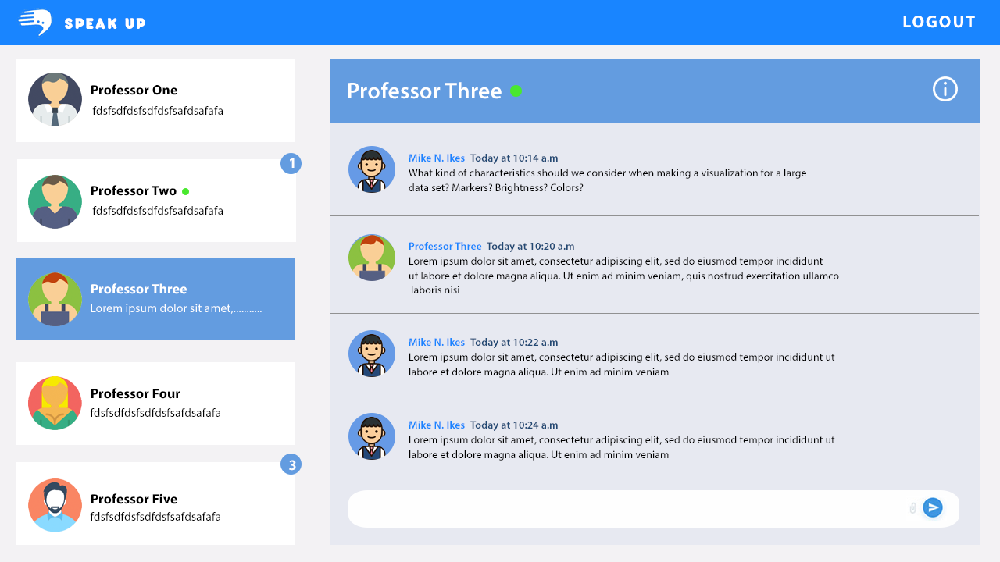 SPEAK UP
LOGOUT
Professor One
fdsfsdfdsfsdfdsfsafdsafafa
1
Professor Two
fdsfsdfdsfsdfdsfsafdsafafa
Professor Three
Lorem ipsum dolor sit amet,...........
Professor Four
fdsfsdfdsfsdfdsfsafdsafafa
3
Professor Five
fdsfsdfdsfsdfdsfsafdsafafa
Professor Three
Mike N. Ikes Today at 10:14 a.m
What kind of characteristics should we consider when making a visualization for a large
data set? Markers? Brightness? Colors?
Professor Three Today at 10:20 a.m
Lorem ipsum dolor sit amet, consectetur adipiscing elit, sed do eiusmod tempor incididunt
ut labore et dolore magna aliqua. Ut enim ad minim veniam, quis nostrud exercitation ullamco
laboris nisi
Mike N. Ikes Today at 10:22 a.m
Lorem ipsum dolor sit amet, consectetur adipiscing elit, sed do eiusmod tempor incididunt ut
labore et dolore magna aliqua. Ut enim ad minim veniam
Mike N. Ikes Today at 10:24 a.m
Lorem ipsum dolor sit amet, consectetur adipiscing elit, sed do eiusmod tempor incididunt ut
labore et dolore magna aliqua. Ut enim ad minim veniam